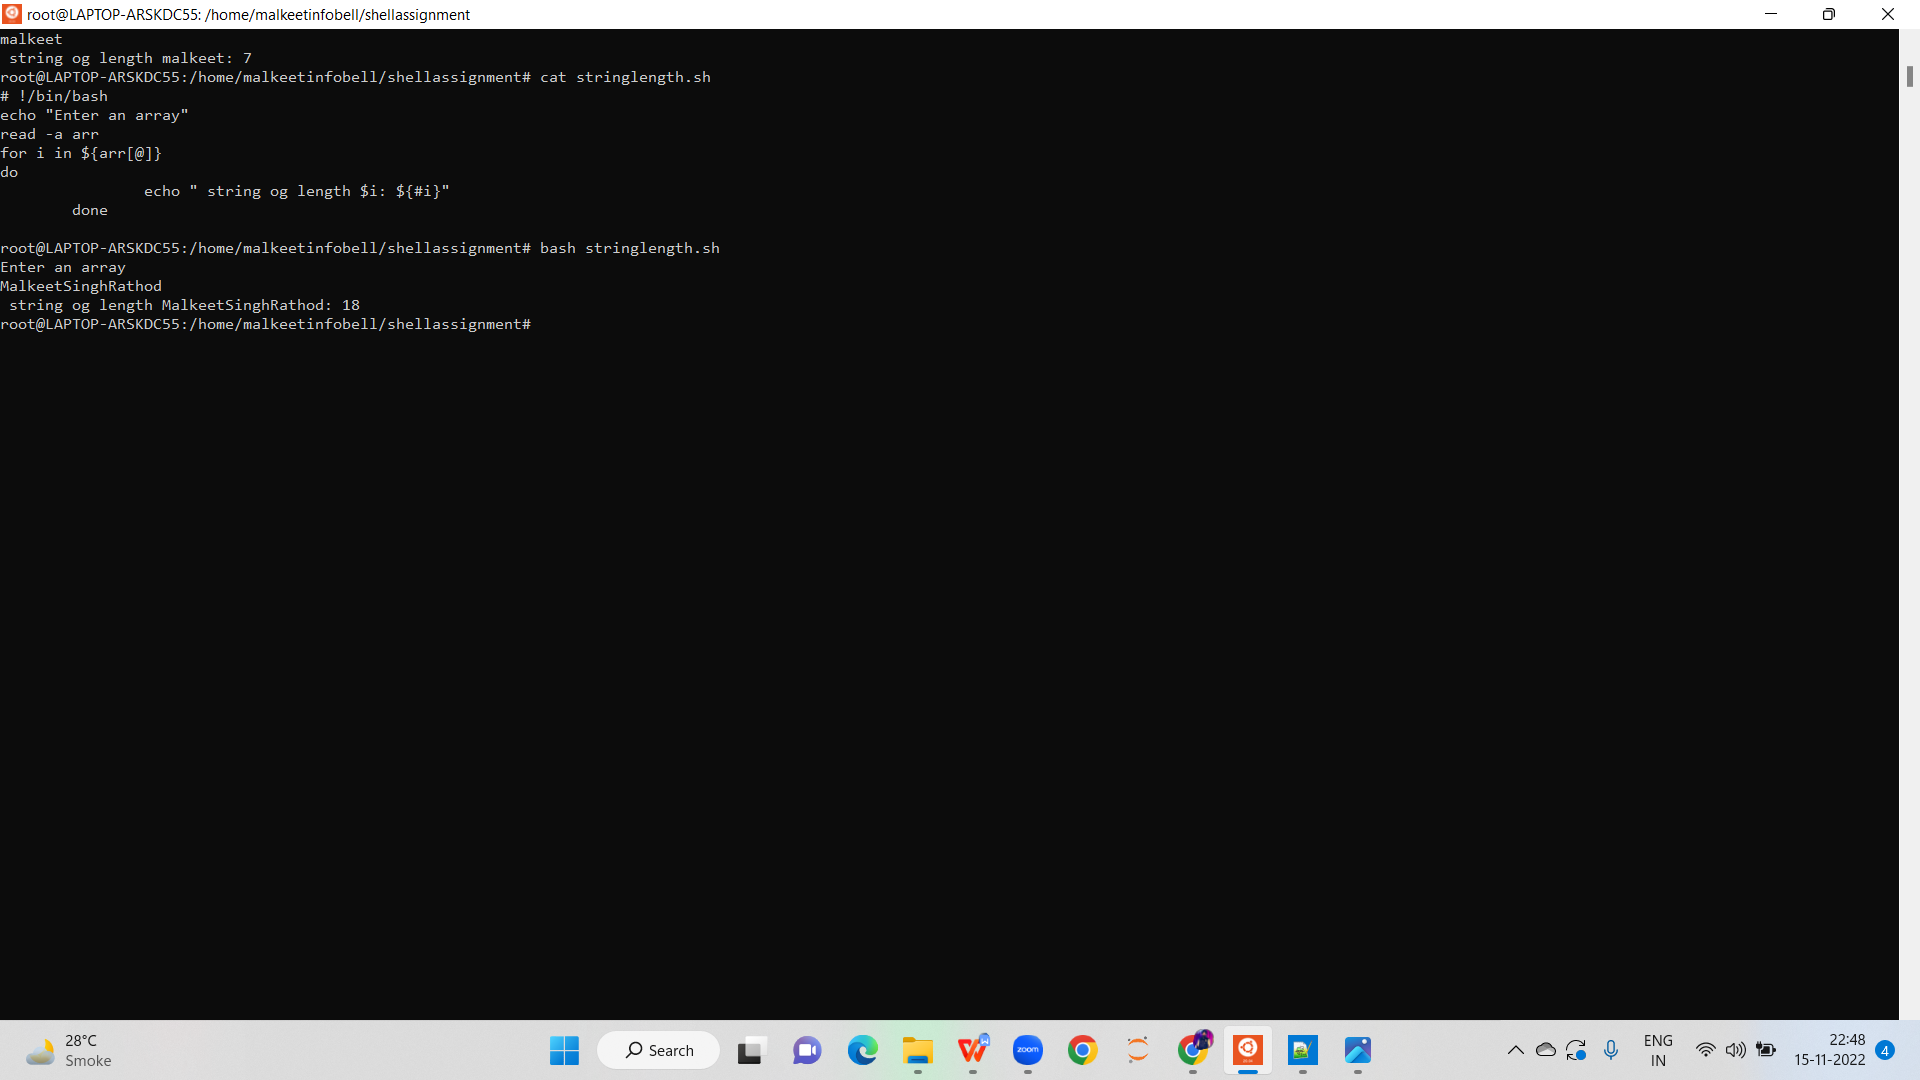 root@LAPTOP-ARSKDC55: /home/malkeetinfobell/shellassignment
malkeet
 string og length malkeet: 7
root@LAPTOP-ARSKDC55:/home/malkeetinfobell/shellassignment# cat stringlength.sh
# !/bin/bash
echo "Enter an array"
read -a arr
for i in ${arr[@]}
do
                echo " string og length $i: ${#i}"
        done

root@LAPTOP-ARSKDC55:/home/malkeetinfobell/shellassignment# bash stringlength.sh
Enter an array
MalkeetSinghRathod
 string og length MalkeetSinghRathod: 18
root@LAPTOP-ARSKDC55:/home/malkeetinfobell/shellassignment#
28°C
Smoke
Search
zoom
ENG
IN
22:48
15-11-2022
4